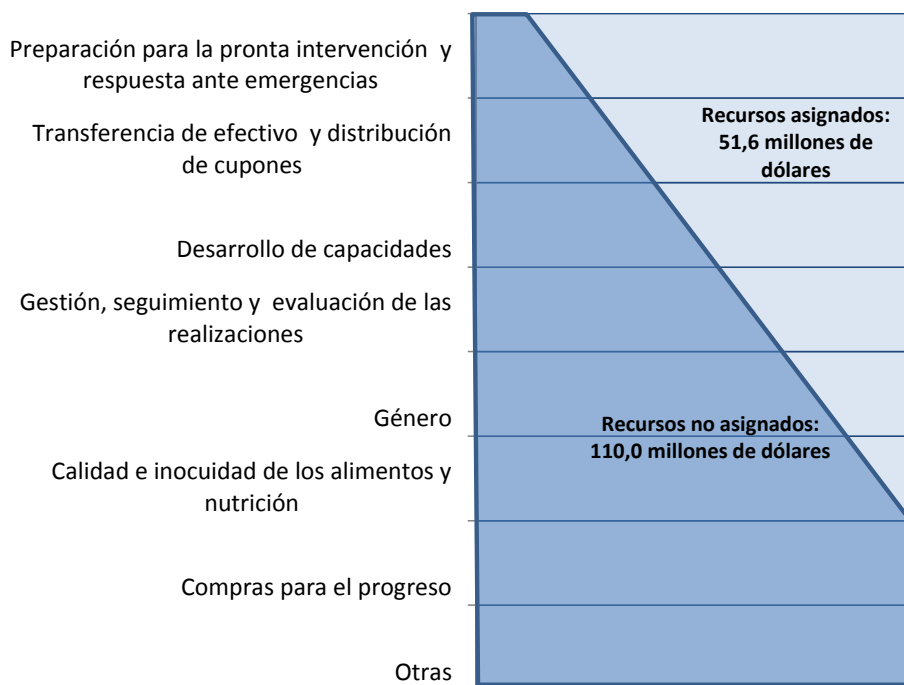 Preparación para la pronta intervención y
respuesta ante emergencias
Transferencia de efectivo y distribución
de cupones
Desarrollo de capacidades
Gestión, seguimiento y evaluación de las
realizaciones
Género
Calidad e inocuidad de los alimentos y
nutrición
Compras para el progreso
Otras
Recursos asignados:
51,6 millones de
dólares
Recursos no asignados:
110,0 millones de dólares